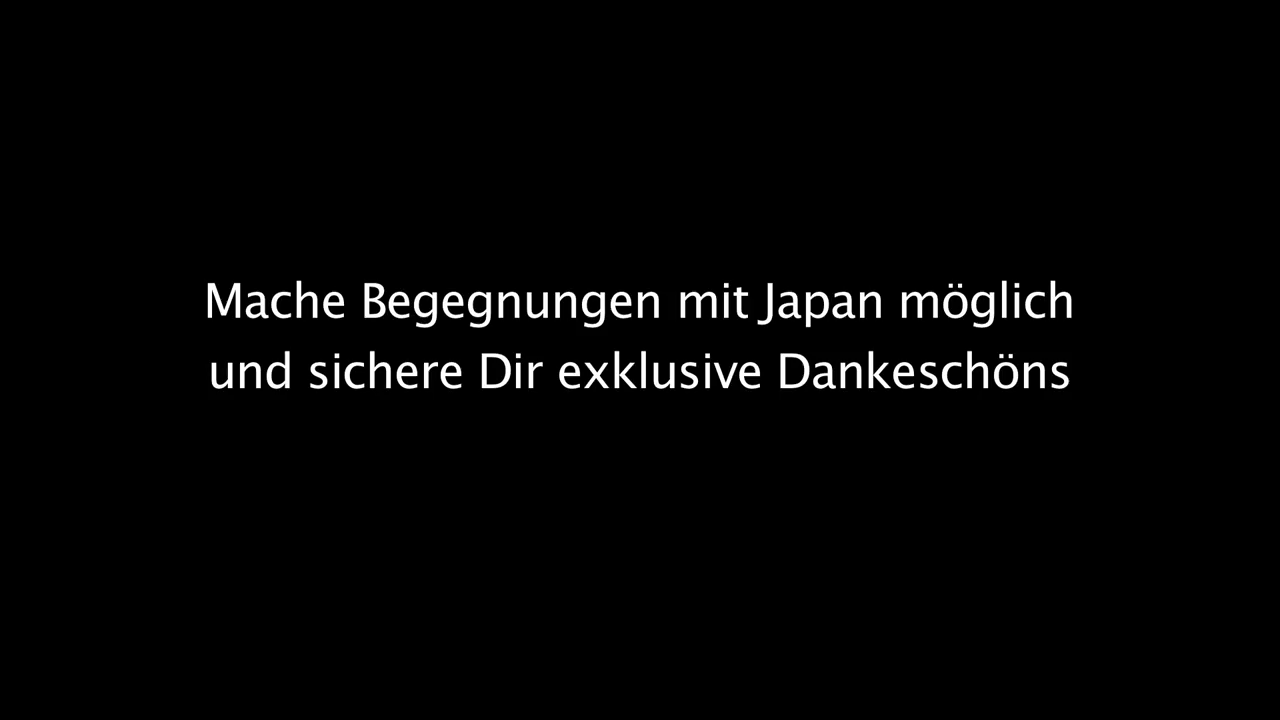 Mache Begegnungen mit Japan möglich
und sichere Dir exklusive Dankeschöns